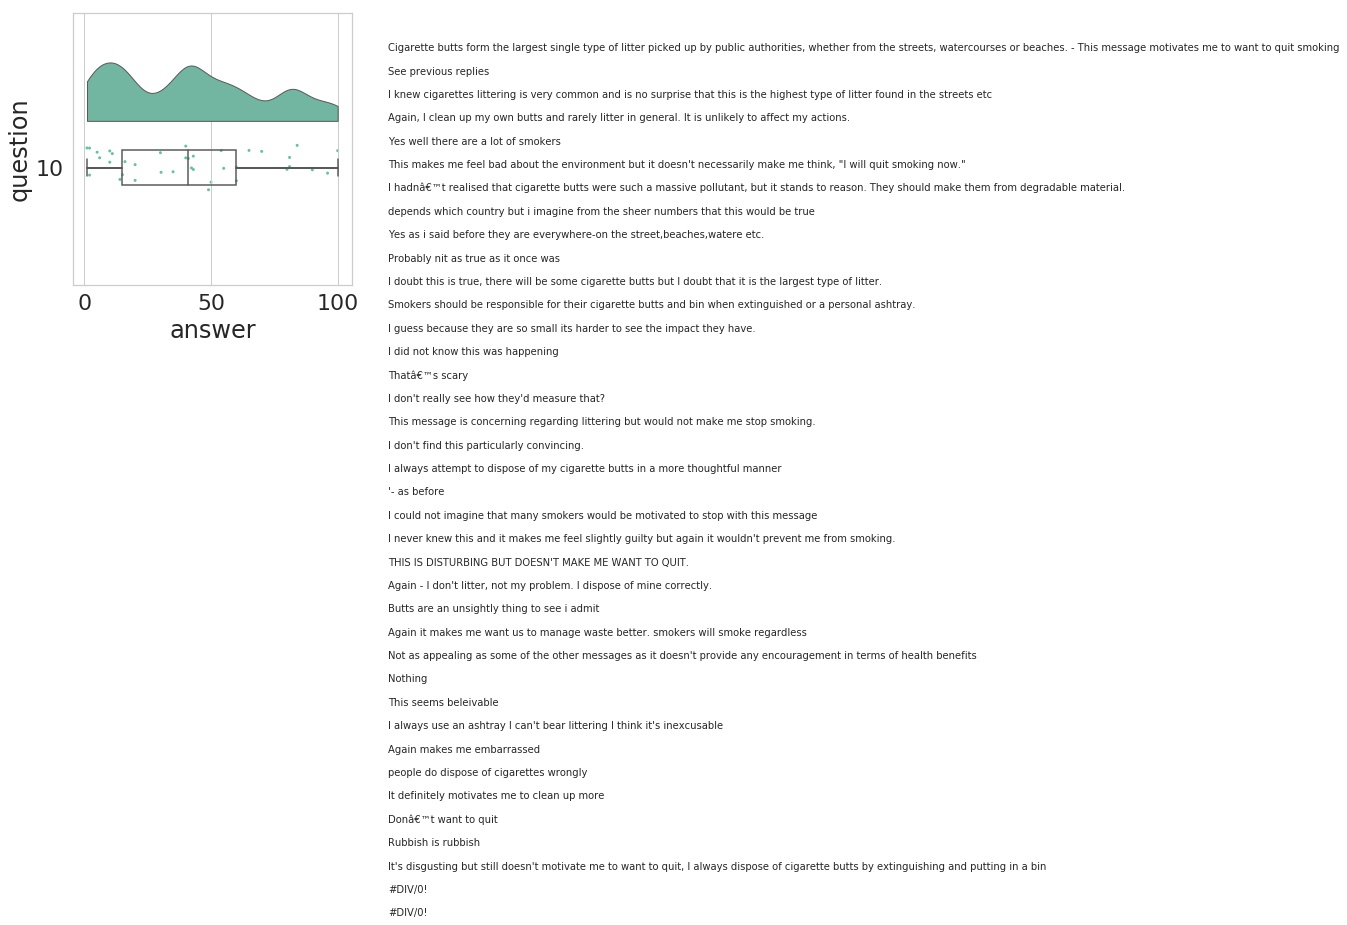 question
10
0 50 100
answer
Cigarette butts form the largest single type of litter picked up by public authorities, whether from the streets, watercourses or beaches. - This message motivates me to want to quit smoking
See previous replies
I knew cigarettes littering is very common and is no surprise that this is the highest type of litter found in the streets etc
Again, I clean up my own butts and rarely litter in general. It is unlikely to affect my actions.
Yes well there are a lot of smokers
This makes me feel bad about the environment but it doesn't necessarily make me think, "I will quit smoking now."
I hadnâ€™t realised that cigarette butts were such a massive pollutant, but it stands to reason. They should make them from degradable material.
depends which country but i imagine from the sheer numbers that this would be true
Yes as i said before they are everywhere-on the street,beaches,watere etc.
Probably nit as true as it once was
I doubt this is true, there will be some cigarette butts but I doubt that it is the largest type of litter.
Smokers should be responsible for their cigarette butts and bin when extinguished or a personal ashtray.
I guess because they are so small its harder to see the impact they have.
I did not know this was happening
Thatâ€™s scary
I don't really see how they'd measure that?
This message is concerning regarding littering but would not make me stop smoking.
I don't find this particularly convincing.
I always attempt to dispose of my cigarette butts in a more thoughtful manner
'- as before
I could not imagine that many smokers would be motivated to stop with this message
I never knew this and it makes me feel slightly guilty but again it wouldn't prevent me from smoking.
THIS IS DISTURBING BUT DOESN'T MAKE ME WANT TO QUIT.
Again - I don't litter, not my problem. I dispose of mine correctly.
Butts are an unsightly thing to see i admit
Again it makes me want us to manage waste better. smokers will smoke regardless
Not as appealing as some of the other messages as it doesn't provide any encouragement in terms of health benefits
Nothing
This seems beleivable
I always use an ashtray I can't bear littering I think it's inexcusable
Again makes me embarrassed
people do dispose of cigarettes wrongly
It definitely motivates me to clean up more
Donâ€™t want to quit
Rubbish is rubbish
It's disgusting but still doesn't motivate me to want to quit, I always dispose of cigarette butts by extinguishing and putting in a bin
#DIV/0!
#DIV/0!